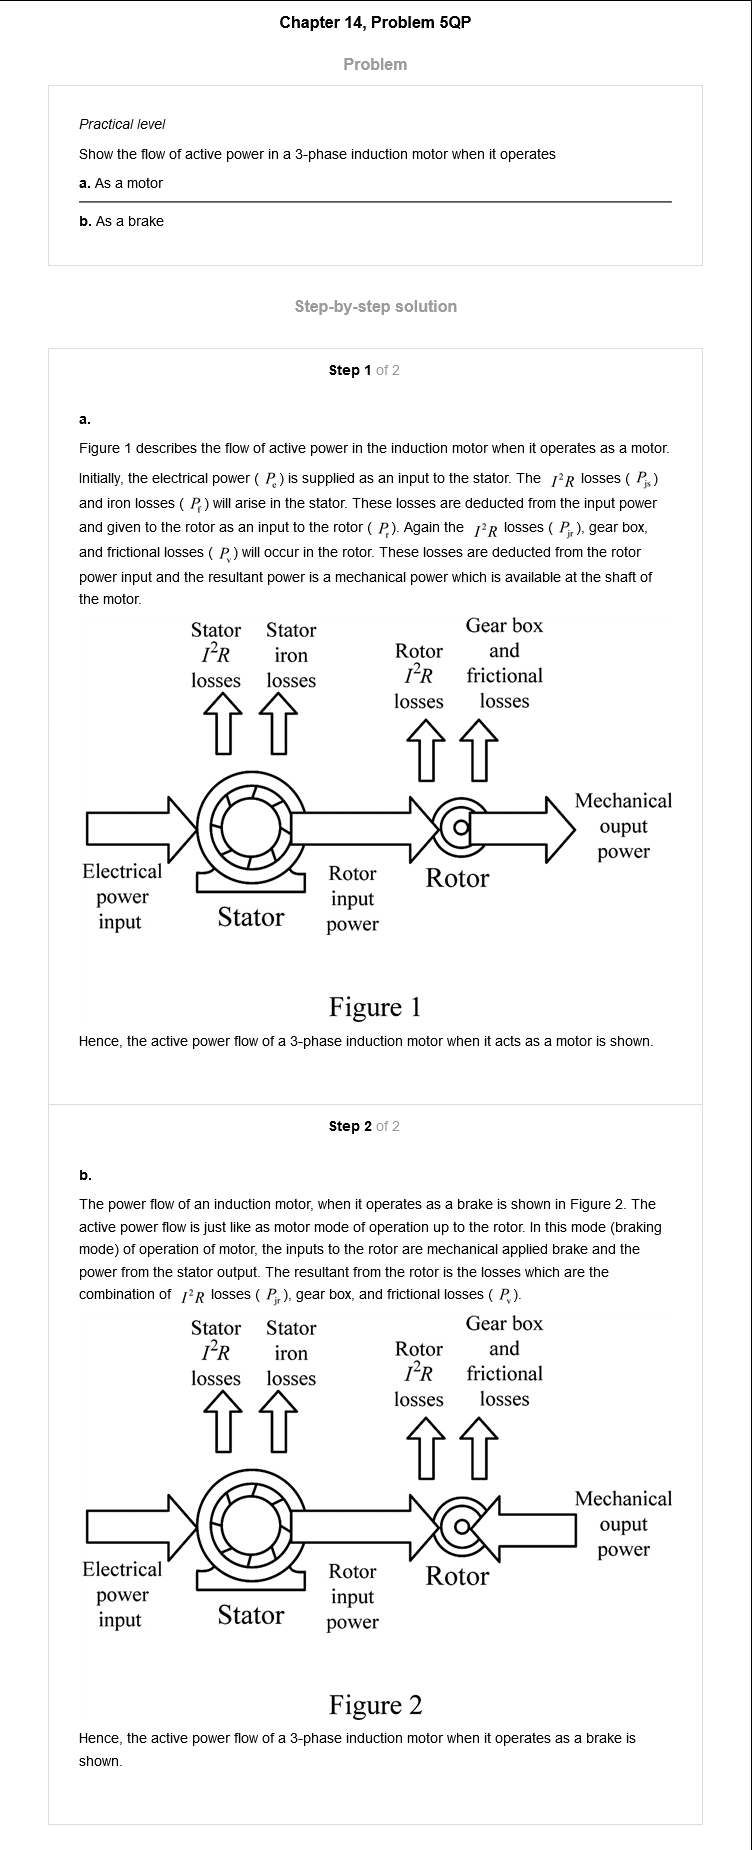 Chapter 14, Problem 5QP
Problem
Practical level
Show the flow of active power in a 3-phase induction motor when it operates
a. As a motor
b. As a brake
Step-by-step solution
Step 1 of 2
a.
Figure 1 describes the flow of active power in the induction motor when it operates as a motor.
Initially, the electrical power ( Pₑ) is supplied as an input to the stator. The I²R losses ( P_js)
and iron losses ( P_f) will arise in the stator. These losses are deducted from the input power
and given to the rotor as an input to the rotor ( P_r). Again the I²R losses ( P_jr), gear box,
and frictional losses ( P_v) will occur in the rotor. These losses are deducted from the rotor
power input and the resultant power is a mechanical power which is available at the shaft of
the motor.
Stator I²R losses
Stator iron losses
Rotor I²R losses
Gear box and frictional losses
Electrical power input
Stator
Rotor input power
Rotor
Mechanical ouput power
Figure 1
Hence, the active power flow of a 3-phase induction motor when it acts as a motor is shown.
Step 2 of 2
b.
The power flow of an induction motor, when it operates as a brake is shown in Figure 2. The
active power flow is just like as motor mode of operation up to the rotor. In this mode (braking
mode) of operation of motor, the inputs to the rotor are mechanical applied brake and the
power from the stator output. The resultant from the rotor is the losses which are the
combination of I²R losses ( P_jr), gear box, and frictional losses ( P_v).
Stator I²R losses
Stator iron losses
Rotor I²R losses
Gear box and frictional losses
Electrical power input
Stator
Rotor input power
Rotor
Mechanical ouput power
Figure 2
Hence, the active power flow of a 3-phase induction motor when it operates as a brake is
shown.